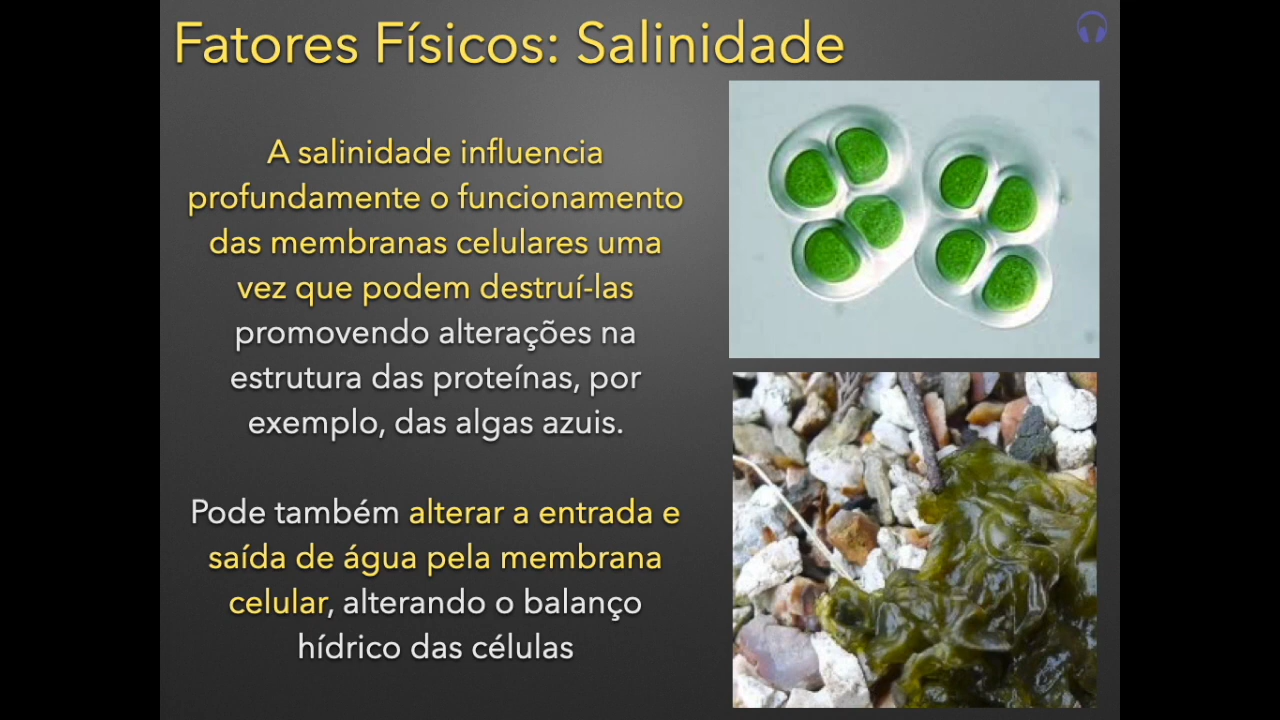 Fatores Físicos: Salinidade
A salinidade influencia
profundamente o funcionamento
das membranas celulares uma
vez que podem destruí-las
promovendo alterações na
estrutura das proteínas, por
exemplo, das algas azuis.
Pode também alterar a entrada e
saída de água pela membrana
celular, alterando o balanço
hídrico das células